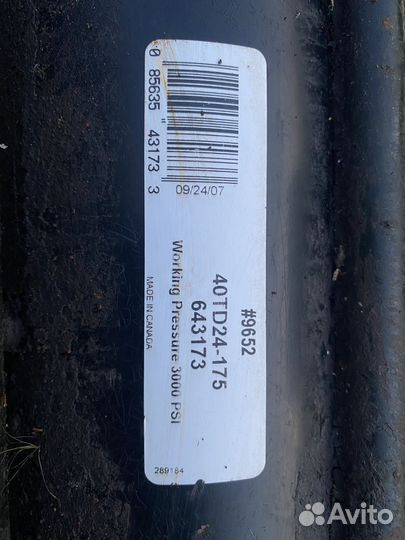 #9652
40TD24-175
643173
Working Pressure 3000 PSI
MADE IN CANADA
09/24/07
0 85635 43173 3
289184
Avito